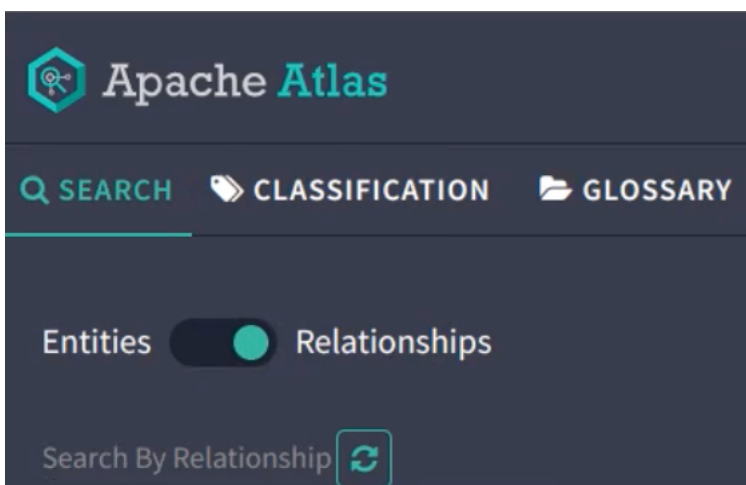 Apache Atlas
SEARCH CLASSIFICATION GLOSSARY
Entities Relationships
Search By Relationship